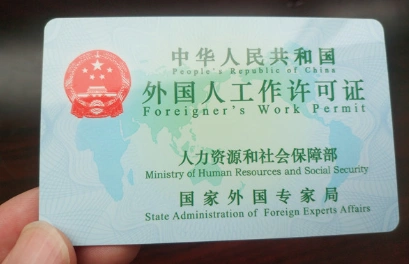 中华人民共和国
People's Republic of China
外国人工作许可证
Foreigner's Work Permit
人力资源和社会保障部
Ministry of Human Resources and Social Security
国家外国专家局
State Administration of Foreign Experts Affairs